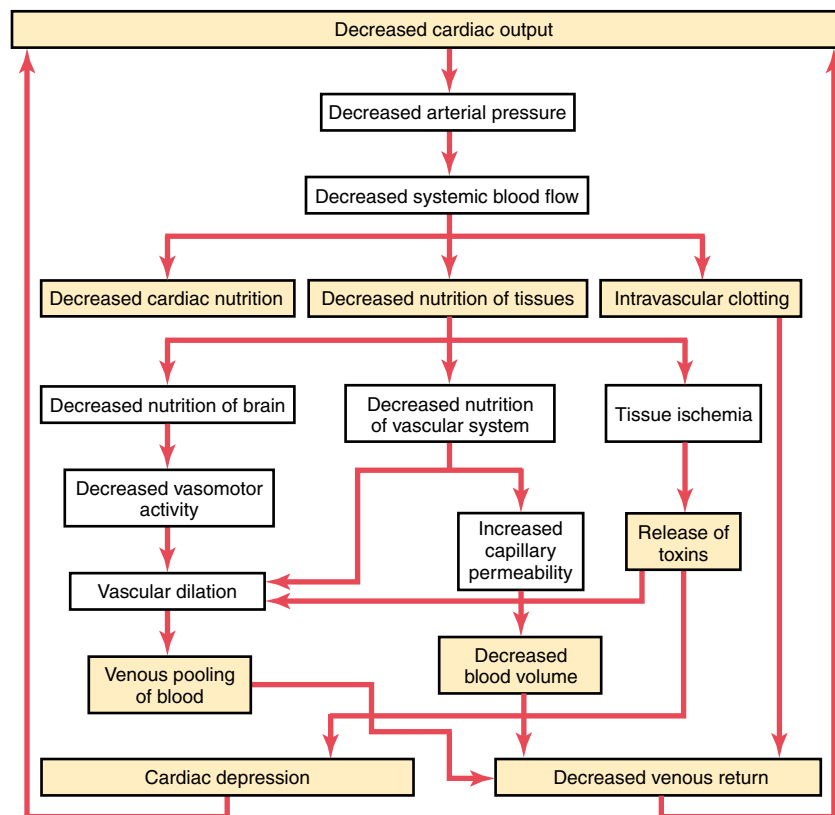 Decreased cardiac output
Decreased arterial pressure
Decreased systemic blood flow
Decreased cardiac nutrition
Decreased nutrition of tissues
Intravascular clotting
Decreased nutrition of brain
Decreased nutrition
of vascular system
Tissue ischemia
Decreased vasomotor
activity
Increased
capillary
permeability
Release of
toxins
Vascular dilation
Venous pooling
of blood
Decreased
blood volume
Cardiac depression
Decreased venous return